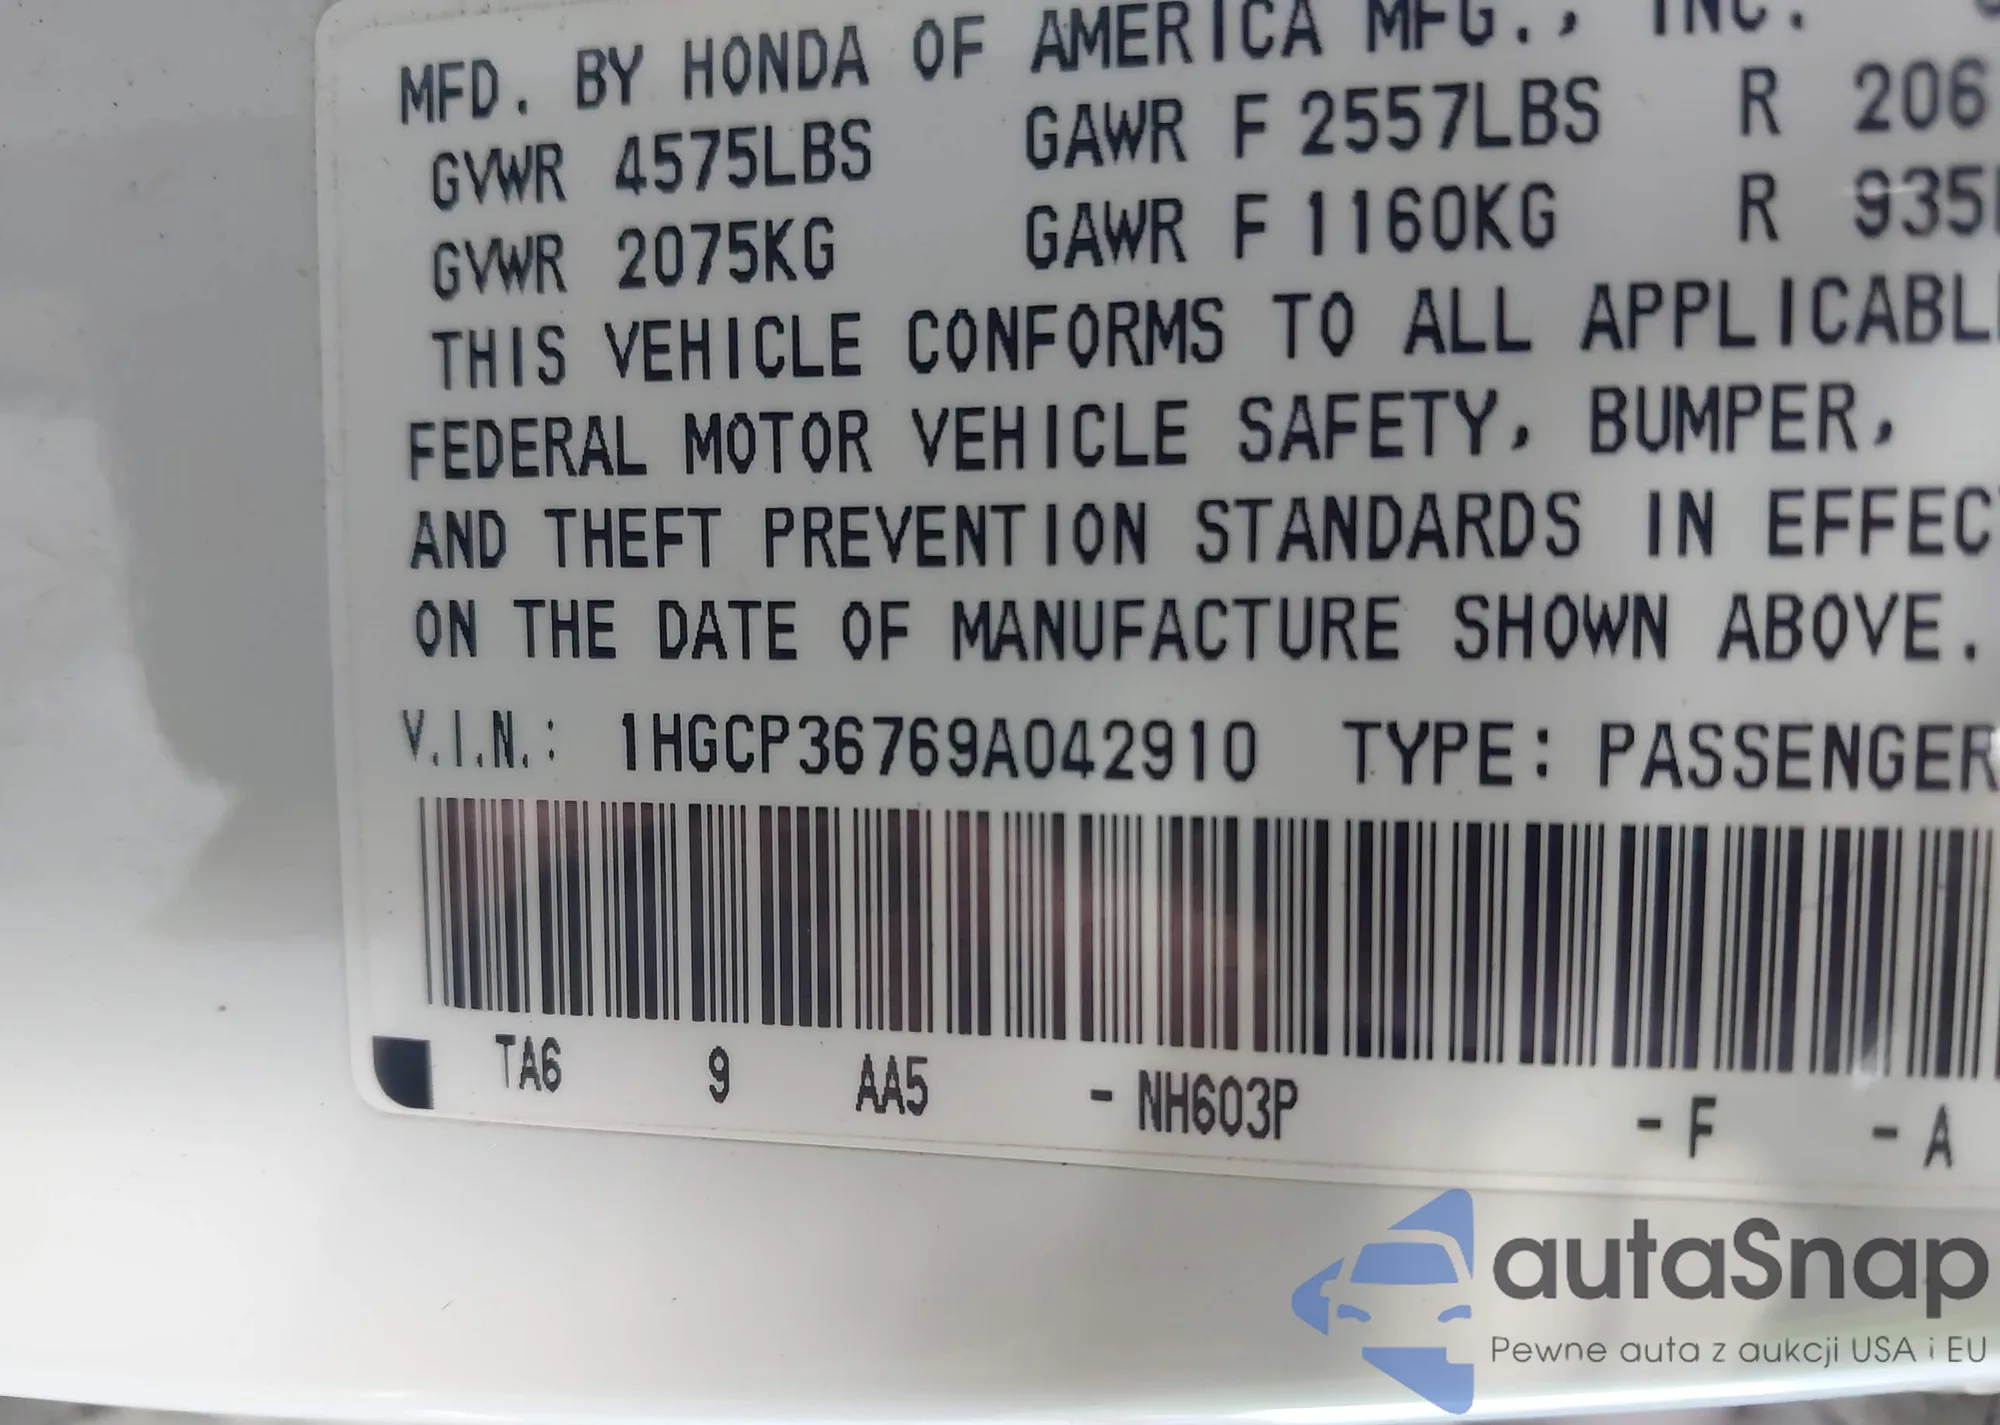 MFD. BY HONDA OF AMERICA MFG., INC.
GVWR 4575LBS GAWR F 2557LBS R 206
GVWR 2075KG GAWR F 1160KG R 935
THIS VEHICLE CONFORMS TO ALL APPLICABL
FEDERAL MOTOR VEHICLE SAFETY, BUMPER,
AND THEFT PREVENTION STANDARDS IN EFFEC
ON THE DATE OF MANUFACTURE SHOWN ABOVE.
V.I.N.: 1HGCP36769A042910 TYPE: PASSENGER
TA6 9 AA5 - NH603P - F - A
autaSnap
Pewne auta z aukcji USA i EU